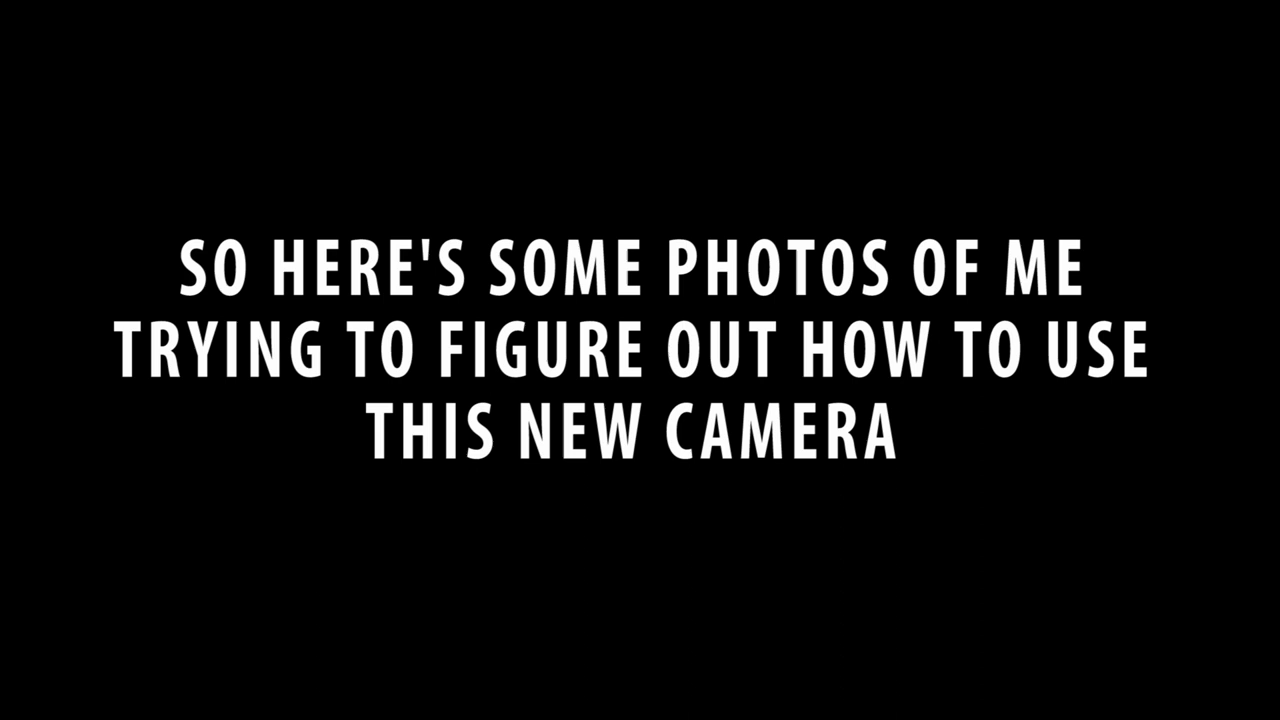 SO HERE'S SOME PHOTOS OF ME
TRYING TO FIGURE OUT HOW TO USE
THIS NEW CAMERA